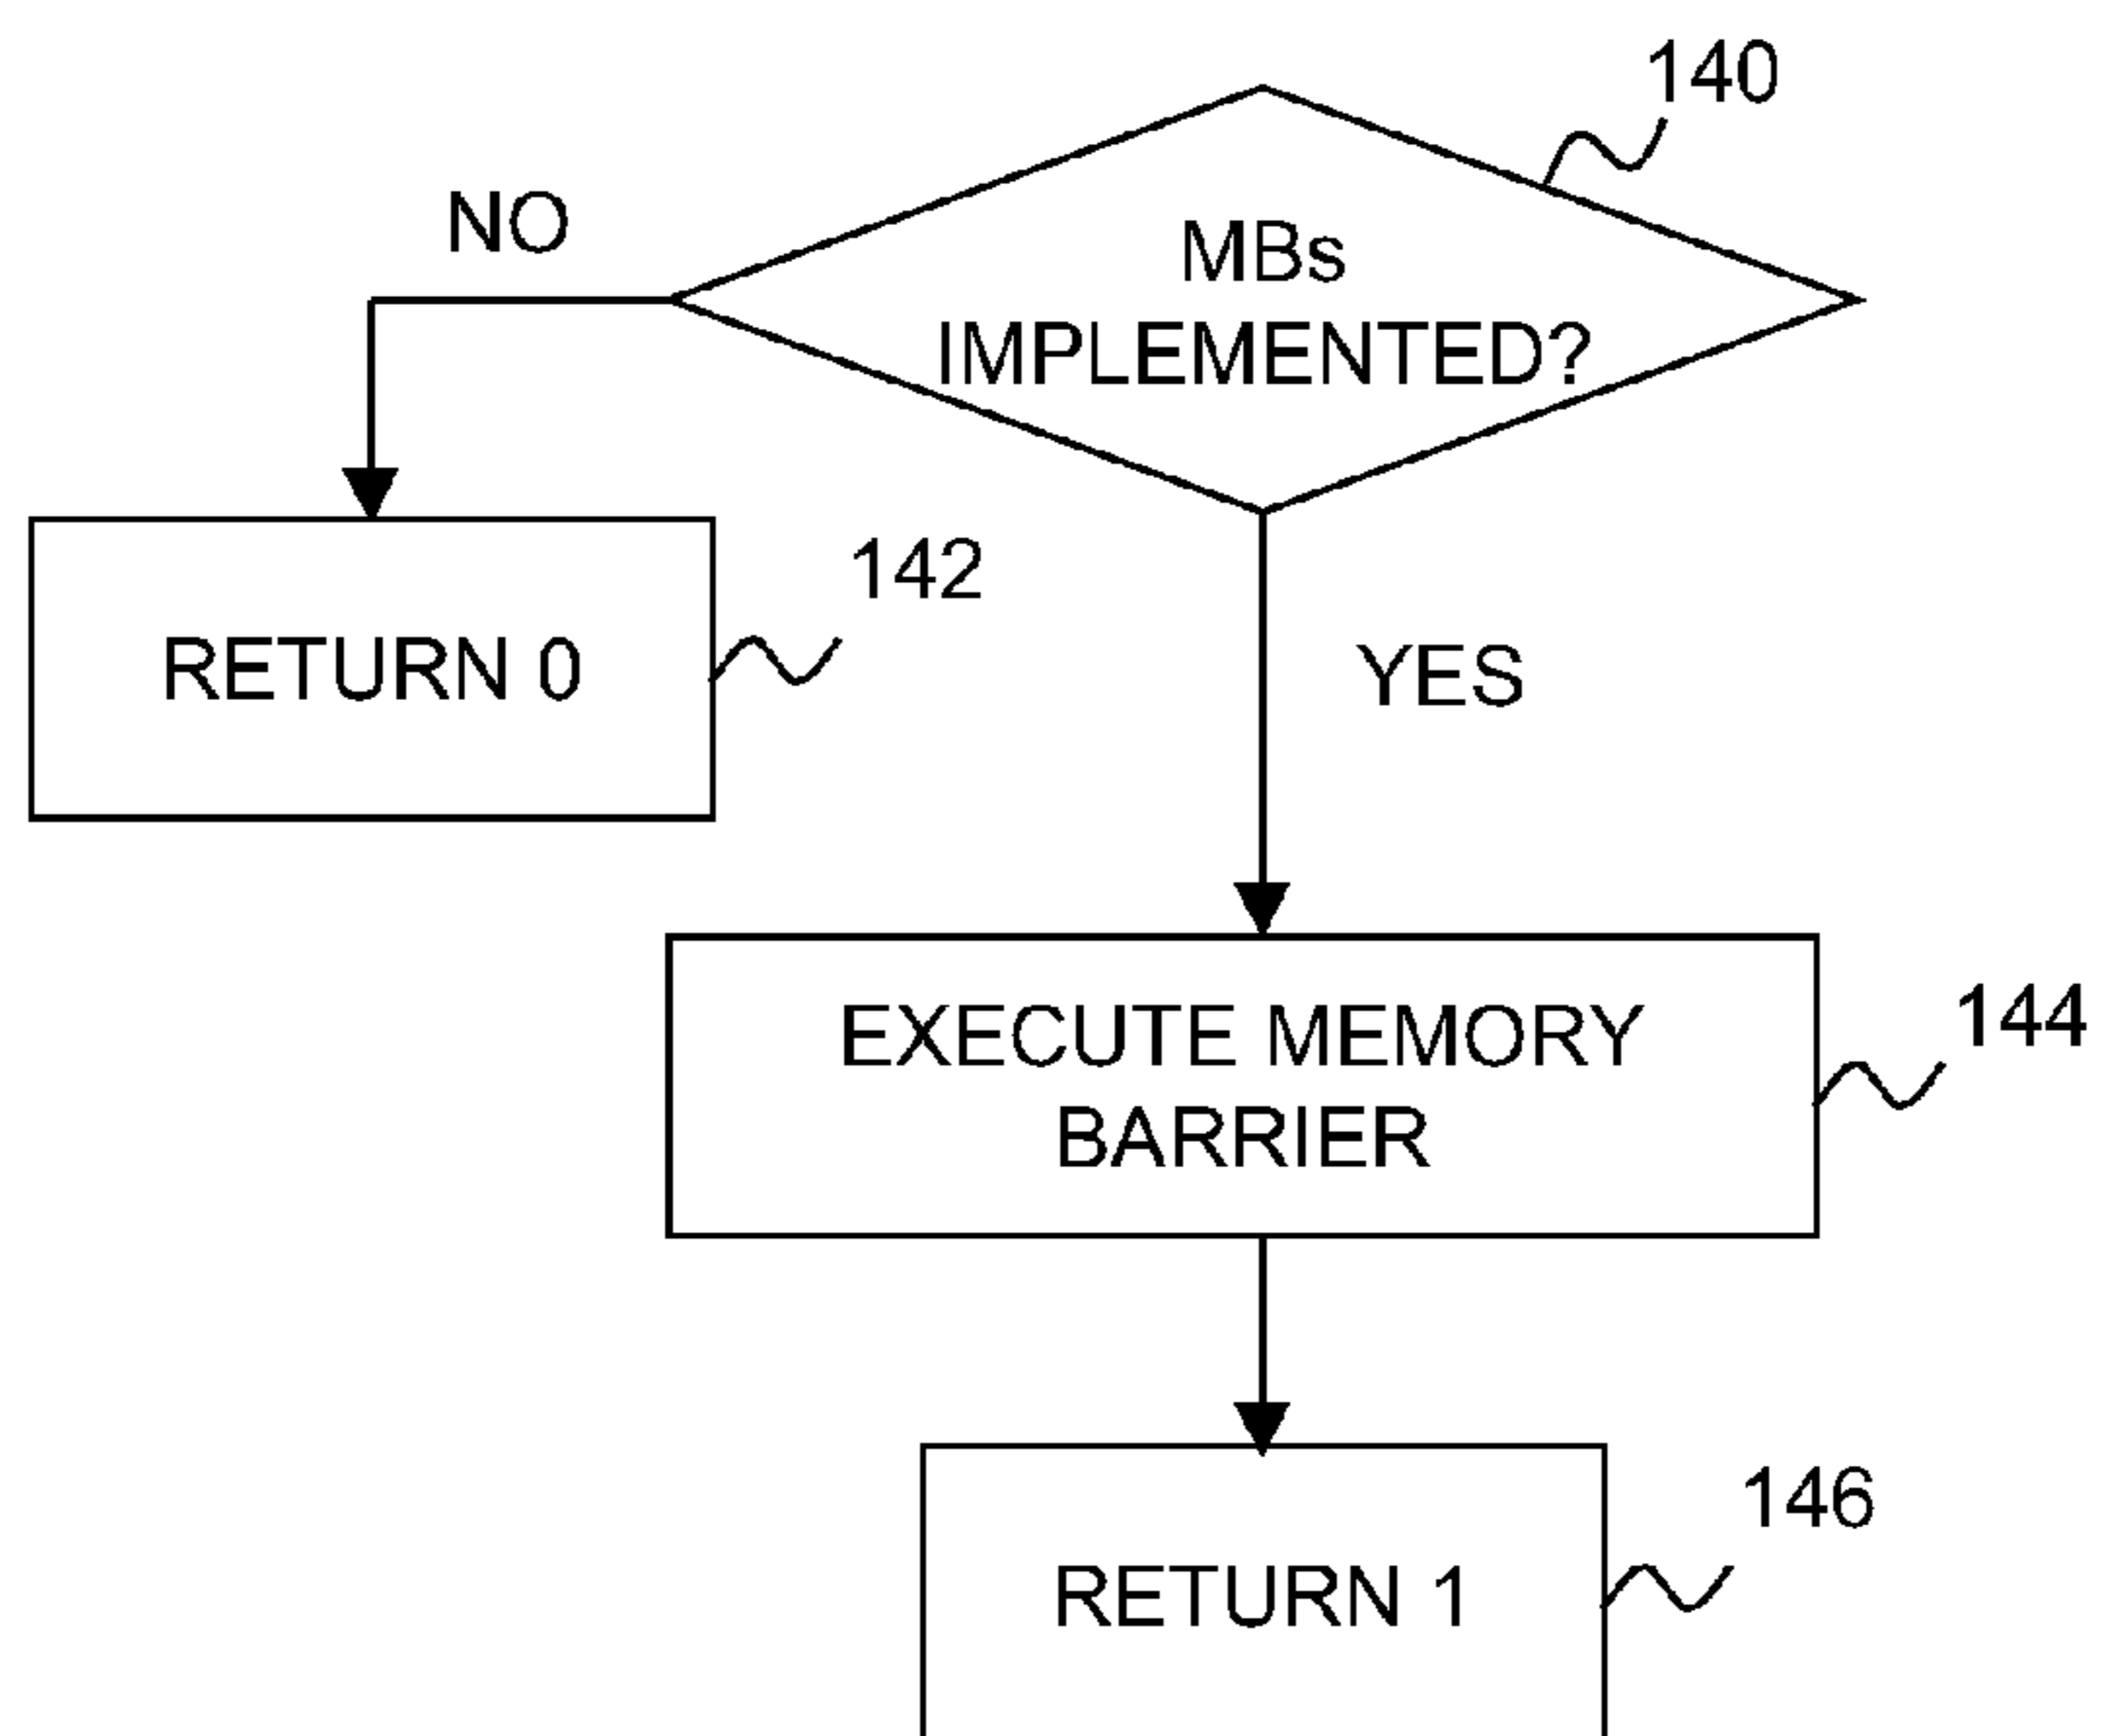 140
NO
MBs
IMPLEMENTED?
142
RETURN 0
YES
144
EXECUTE MEMORY
BARRIER
146
RETURN 1